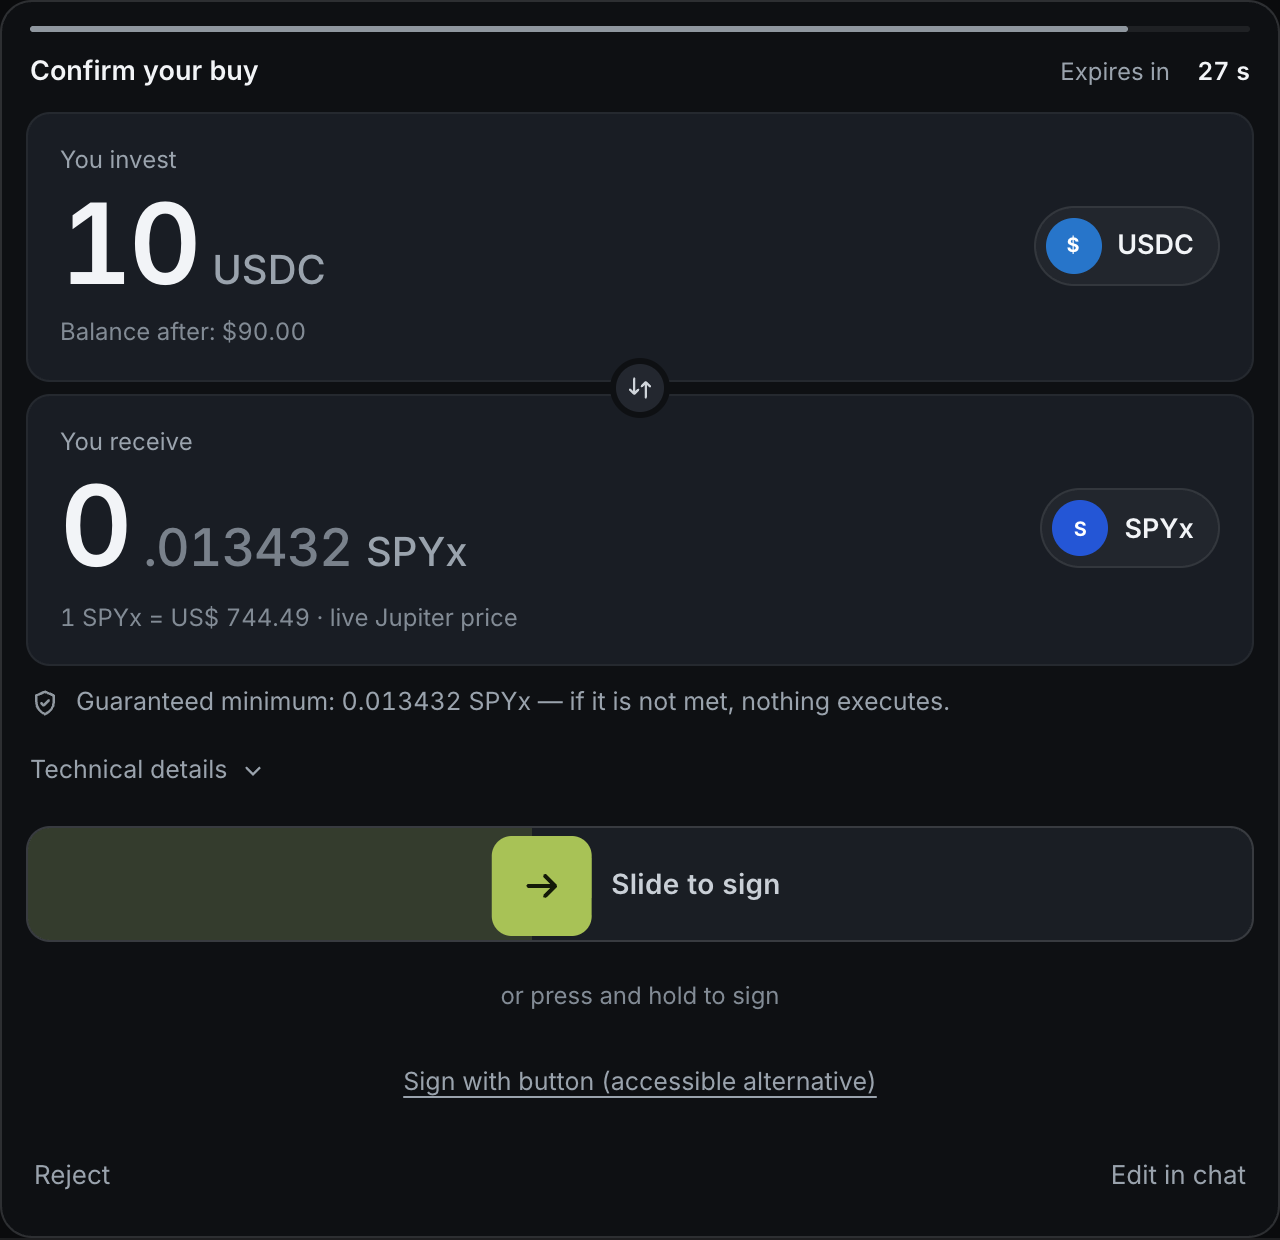 Confirm your buy
Expires in 27 s
You invest
10 USDC
$ USDC
Balance after: $90.00
You receive
0 .013432 SPYx
S SPYx
1 SPYx = US$ 744.49 · live Jupiter price
Guaranteed minimum: 0.013432 SPYx — if it is not met, nothing executes.
Technical details
Slide to sign
or press and hold to sign
Sign with button (accessible alternative)
Reject
Edit in chat